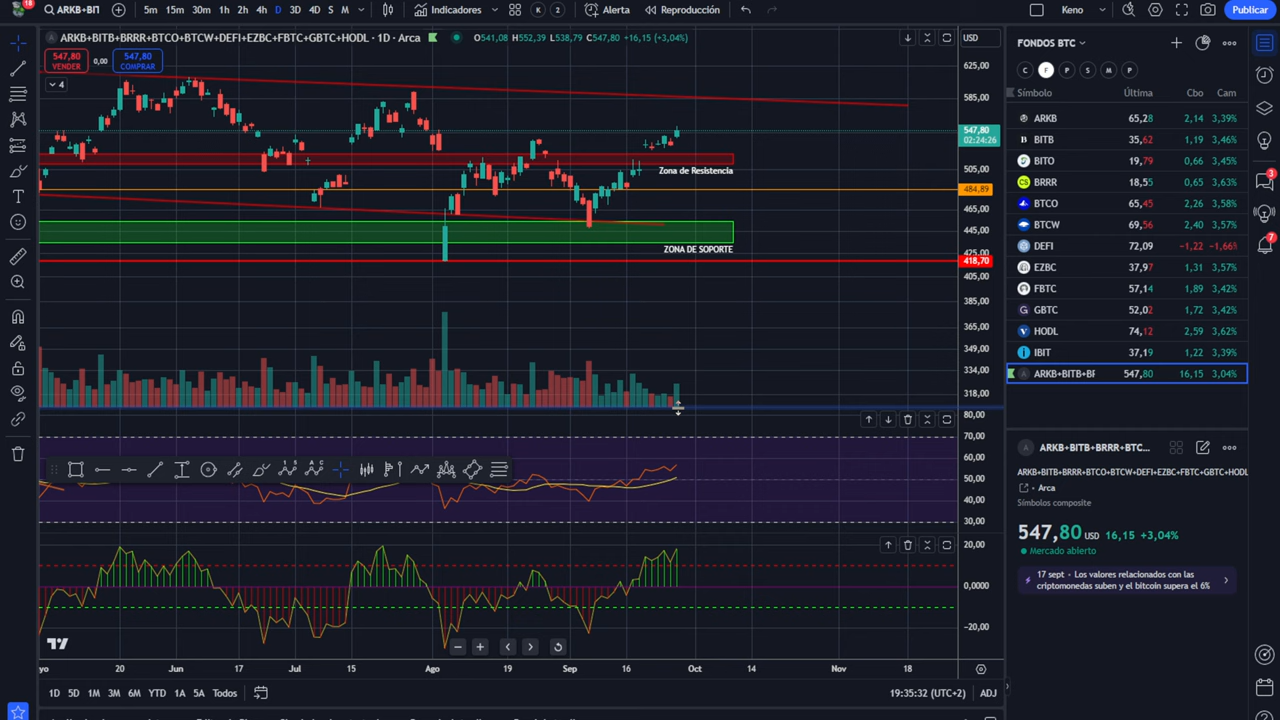 ARKB+BIT
5m 15m 30m 1h 2h 4h D 3D 4D S M
Indicadores
K
2
Alerta
Reproducción
Keno
Publicar
ARKB+BITB+BRRR+BTCO+BTCW+DEFI+EZBC+FBTC+GBTC+HODL · 1D · Arca
O541,08 H552,39 L538,79 C547,80 +16,15 (+3,04%)
547,80
VENDER
0,00
547,80
COMPRAR
4
Zona de Resistencia
ZONA DE SOPORTE
USD
625,00
585,00
547,80
02:24:26
505,00
484,89
465,00
445,00
425,00
418,70
405,00
385,00
365,00
349,00
334,00
318,00
80,00
70,00
60,00
50,00
40,00
30,00
20,00
0,0000
−20,00
yo 20 Jun 17 Jul 15 Ago 19 Sep 16 Oct 14 Nov 18
1D 5D 1M 3M 6M YTD 1A 5A Todos
19:35:32 (UTC+2) ADJ
FONDOS BTC
C F P S M P
Símbolo Última Cbo Cam
ARKB 65,28 2,14 3,39%
BITB 35,62 1,19 3,46%
BITO 19,79 0,66 3,45%
BRRR 18,55 0,65 3,63%
BTCO 65,45 2,26 3,58%
BTCW 69,56 2,40 3,57%
DEFI 72,09 −1,22 −1,66%
EZBC 37,97 1,31 3,57%
FBTC 57,14 1,89 3,42%
GBTC 52,02 1,72 3,42%
HODL 74,12 2,59 3,62%
IBIT 37,19 1,22 3,39%
ARKB+BITB+BF 547,80 16,15 3,04%
ARKB+BITB+BRRR+BTC...
ARKB+BITB+BRRR+BTCO+BTCW+DEFI+EZBC+FBTC+GBTC+HODL
Arca
Símbolos composite
547,80 USD 16,15 +3,04%
Mercado abierto
17 sept · Los valores relacionados con las
criptomonedas suben y el bitcoin supera el 6%
3
7